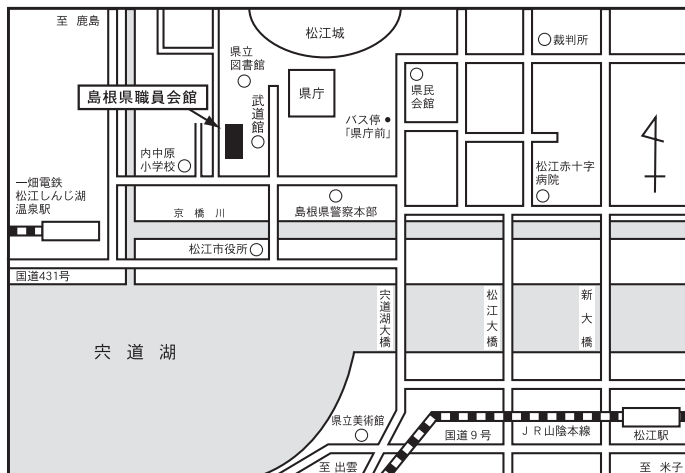 至 鹿島
松江城
裁判所
県立
図書館
県庁
県民
会館
島根県職員会館
武道館
バス停
「県庁前」
内中原
小学校
松江赤十字
病院
一畑電鉄
松江しんじ湖
温泉駅
京橋川
島根県警察本部
松江市役所
国道431号
宍道湖大橋
松江大橋
新大橋
宍道湖
県立美術館
国道9号
JR山陰本線
松江駅
至 出雲
至 米子